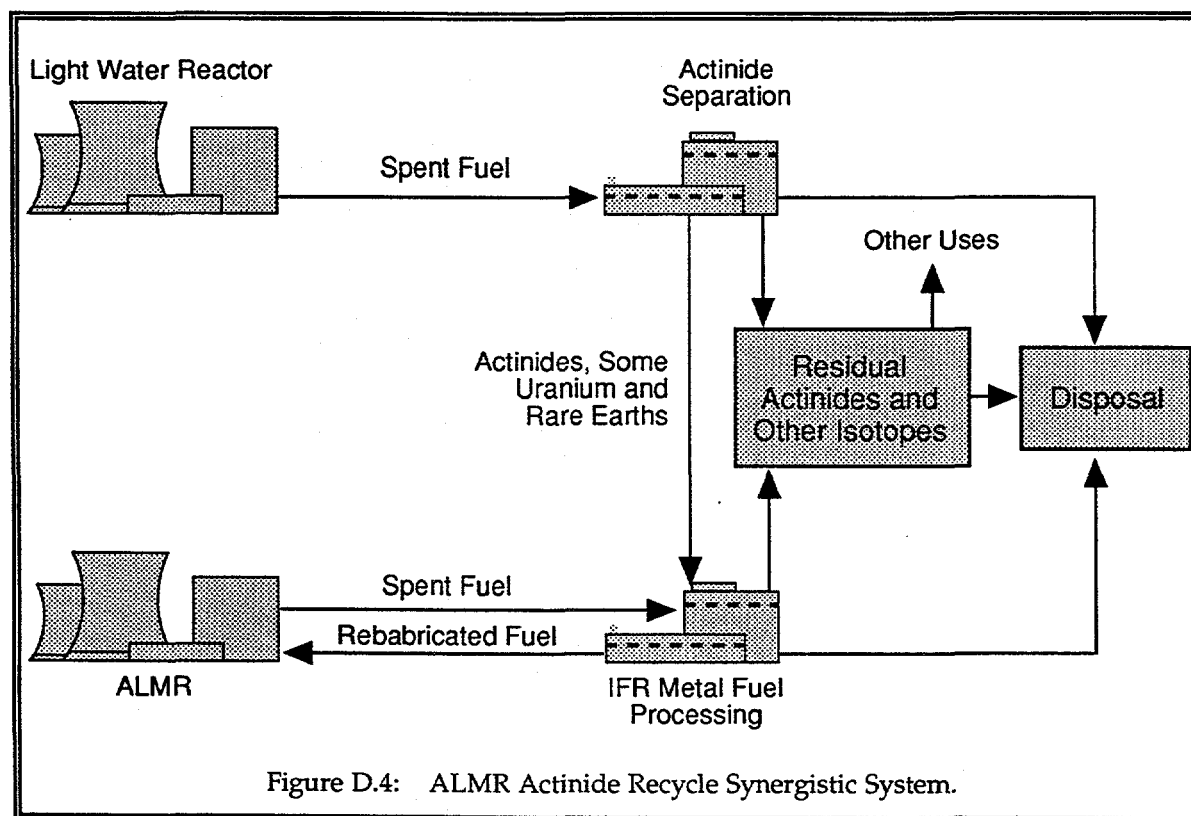 Light Water Reactor
Actinide
Separation
Spent Fuel
Other Uses
Actinides, Some
Uranium and
Rare Earths
Residual
Actinides and
Other Isotopes
Disposal
Spent Fuel
Rebabricated Fuel
ALMR
IFR Metal Fuel
Processing
Figure D.4: ALMR Actinide Recycle Synergistic System.